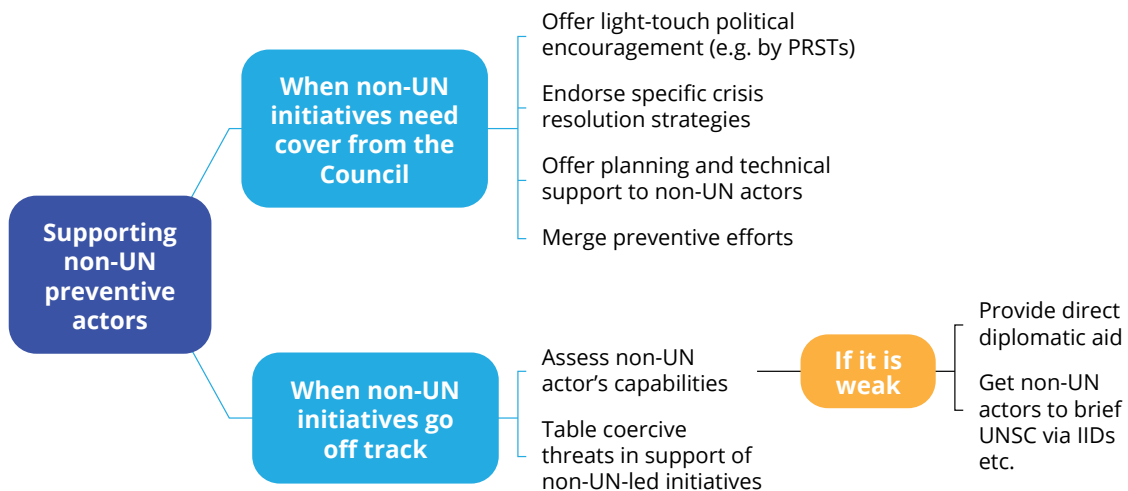 Supporting
non-UN
preventive
actors
When non-UN
initiatives need
cover from the
Council
Offer light-touch political
encouragement (e.g. by PRSTs)
Endorse specific crisis
resolution strategies
Offer planning and technical
support to non-UN actors
Merge preventive efforts
When non-UN
initiatives go
off track
Assess non-UN
actor’s capabilities
Table coercive
threats in support of
non-UN-led initiatives
If it is
weak
Provide direct
diplomatic aid
Get non-UN
actors to brief
UNSC via IIDs
etc.